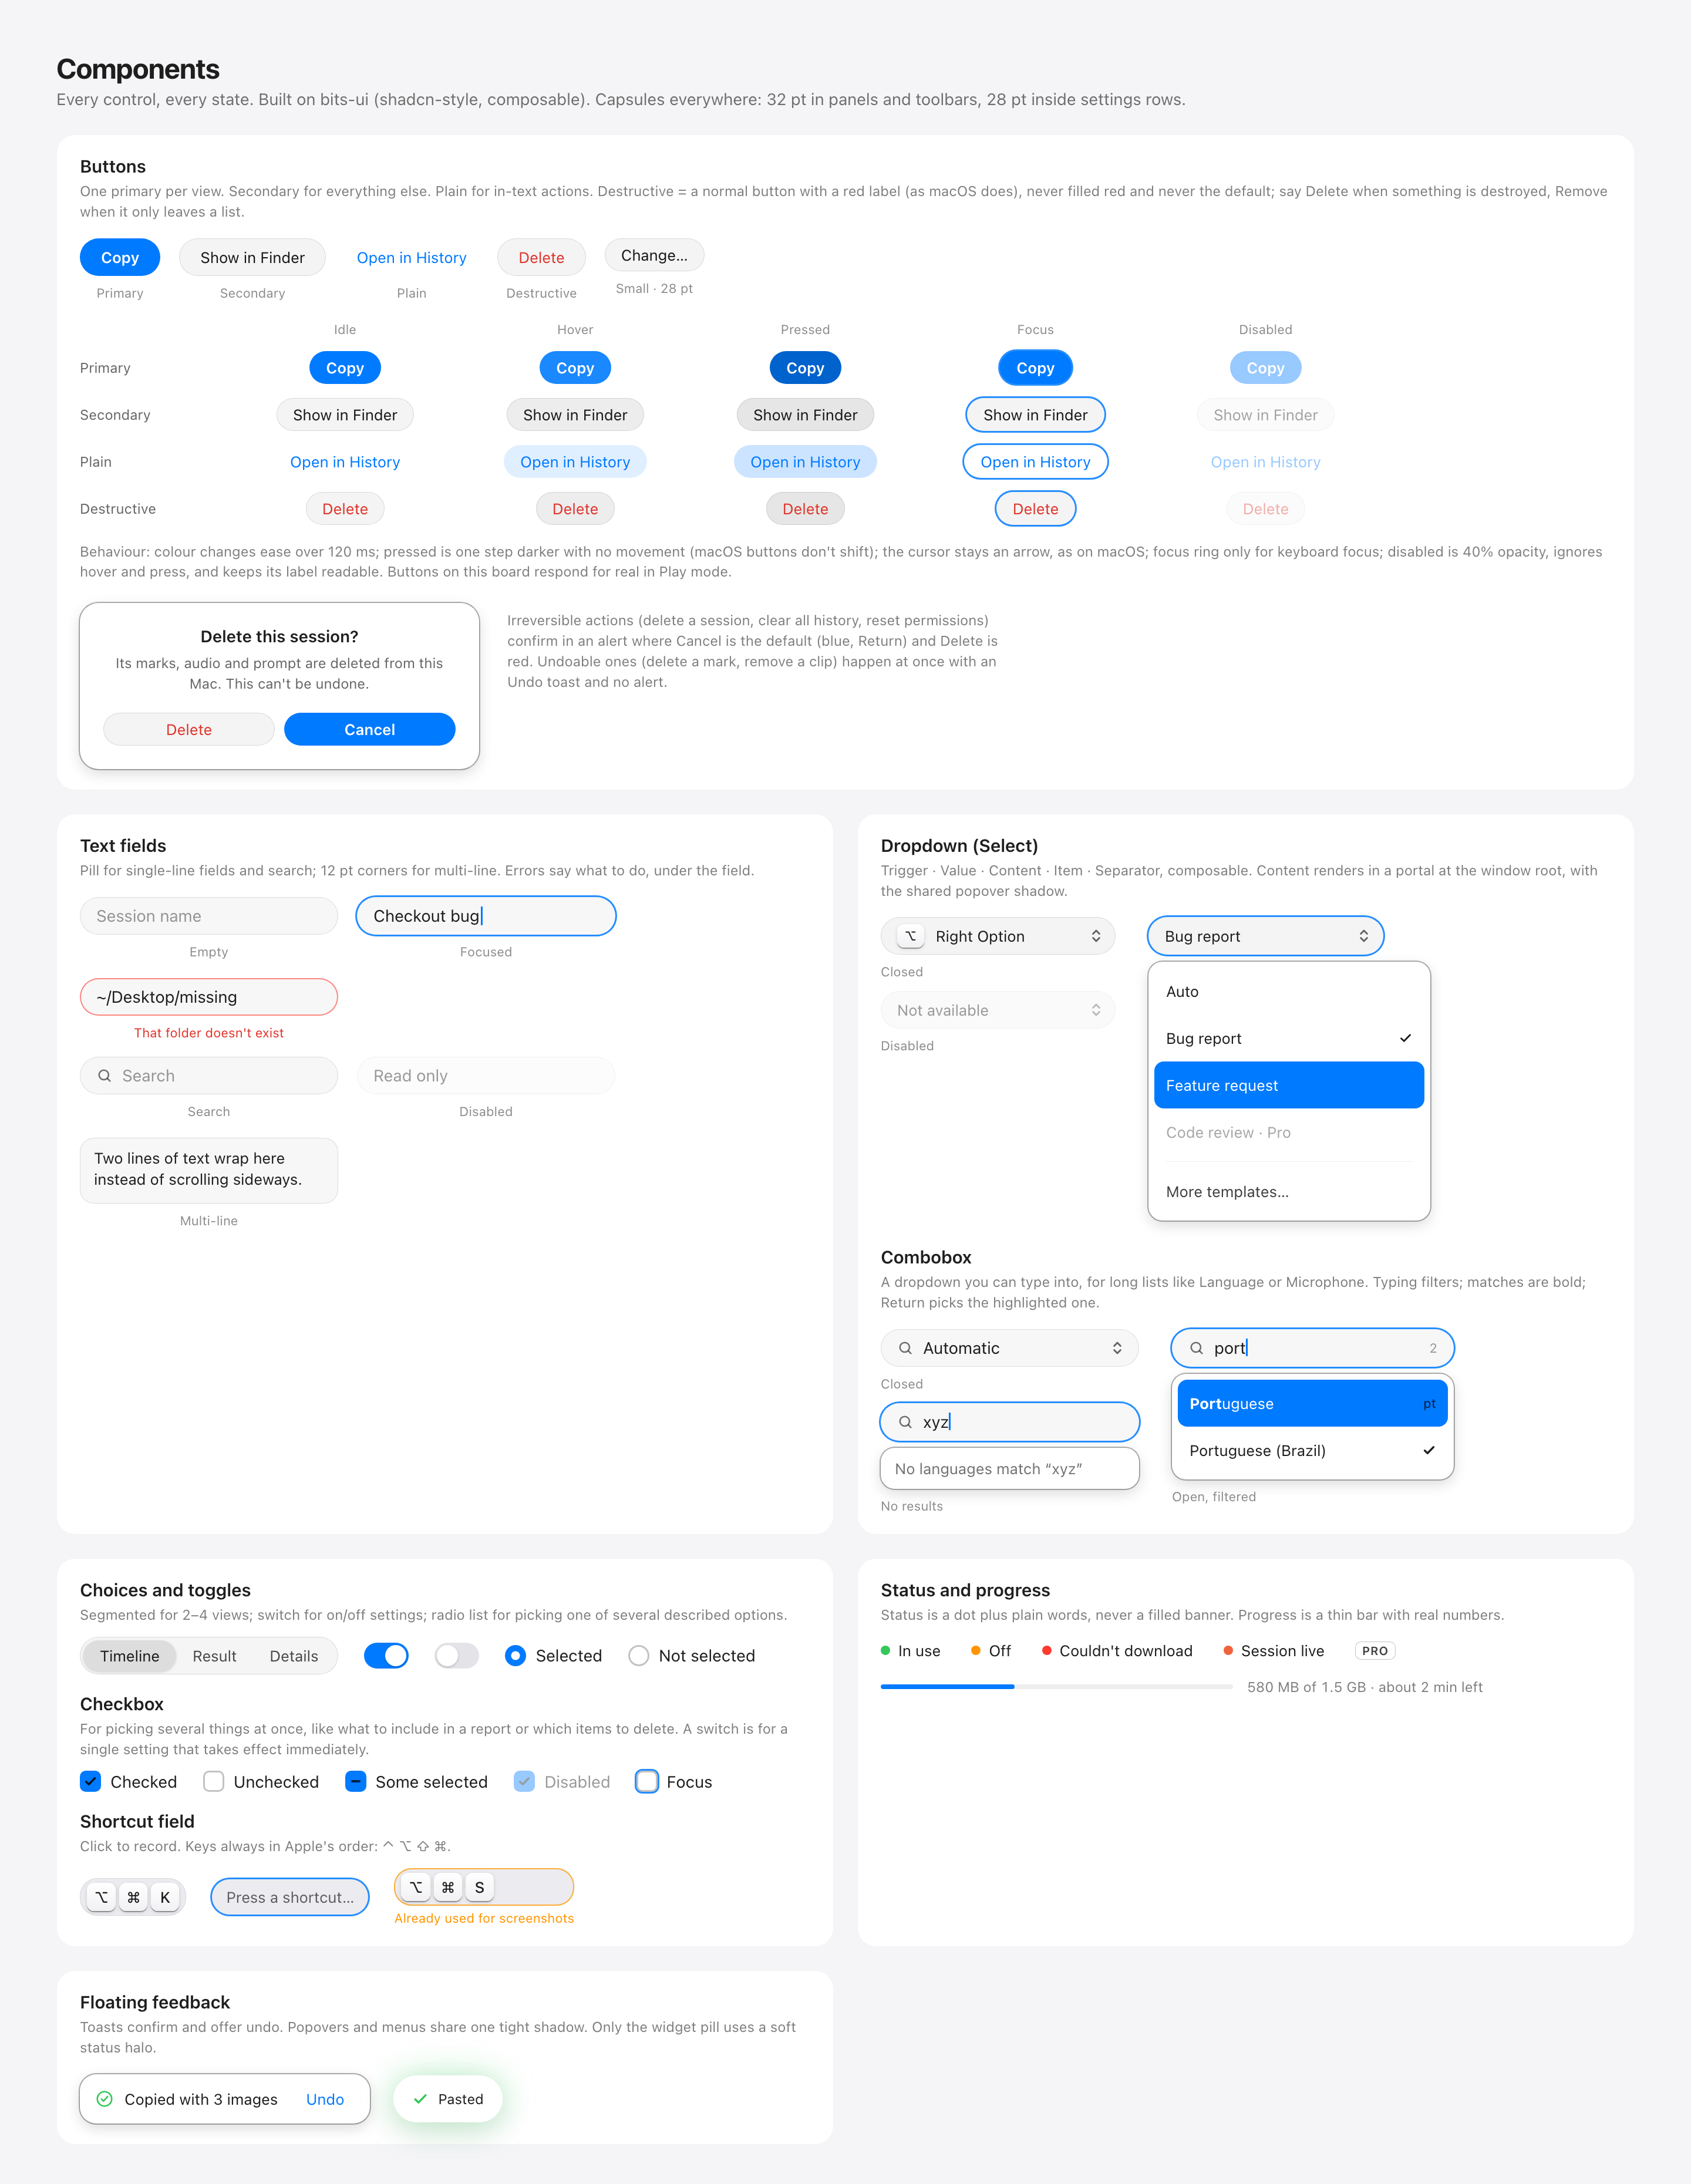 Components
Every control, every state. Built on bits-ui (shadcn-style, composable). Capsules everywhere: 32 pt in panels and toolbars, 28 pt inside settings rows.
Buttons
One primary per view. Secondary for everything else. Plain for in-text actions. Destructive = a normal button with a red label (as macOS does), never filled red and never the default; say Delete when something is destroyed, Remove
when it only leaves a list.
Copy Show in Finder Open in History Delete Change...
Primary Secondary Plain Destructive Small · 28 pt
Idle Hover Pressed Focus Disabled
Primary Copy Copy Copy Copy Copy
Secondary Show in Finder Show in Finder Show in Finder Show in Finder Show in Finder
Plain Open in History Open in History Open in History Open in History Open in History
Destructive Delete Delete Delete Delete Delete
Behaviour: colour changes ease over 120 ms; pressed is one step darker with no movement (macOS buttons don't shift); the cursor stays an arrow, as on macOS; focus ring only for keyboard focus; disabled is 40% opacity, ignores
hover and press, and keeps its label readable. Buttons on this board respond for real in Play mode.
Delete this session?
Its marks, audio and prompt are deleted from this
Mac. This can't be undone.
Delete Cancel
Irreversible actions (delete a session, clear all history, reset permissions)
confirm in an alert where Cancel is the default (blue, Return) and Delete is
red. Undoable ones (delete a mark, remove a clip) happen at once with an
Undo toast and no alert.
Text fields
Pill for single-line fields and search; 12 pt corners for multi-line. Errors say what to do, under the field.
Session name Checkout bug
Empty Focused
~/Desktop/missing
That folder doesn't exist
Search Read only
Search Disabled
Two lines of text wrap here
instead of scrolling sideways.
Multi-line
Dropdown (Select)
Trigger · Value · Content · Item · Separator, composable. Content renders in a portal at the window root, with
the shared popover shadow.
⌥ Right Option
Closed
Not available
Disabled
Bug report
Auto
Bug report ✓
Feature request
Code review · Pro
More templates...
Combobox
A dropdown you can type into, for long lists like Language or Microphone. Typing filters; matches are bold;
Return picks the highlighted one.
Automatic
Closed
xyz
No languages match “xyz”
No results
port 2
Portuguese pt
Portuguese (Brazil) ✓
Open, filtered
Choices and toggles
Segmented for 2–4 views; switch for on/off settings; radio list for picking one of several described options.
Timeline Result Details Selected Not selected
Checkbox
For picking several things at once, like what to include in a report or which items to delete. A switch is for a
single setting that takes effect immediately.
Checked Unchecked Some selected Disabled Focus
Shortcut field
Click to record. Keys always in Apple's order: ^ ⌥ ⇧ ⌘.
⌥ ⌘ K Press a shortcut... ⌥ ⌘ S
Already used for screenshots
Status and progress
Status is a dot plus plain words, never a filled banner. Progress is a thin bar with real numbers.
In use Off Couldn't download Session live PRO
580 MB of 1.5 GB · about 2 min left
Floating feedback
Toasts confirm and offer undo. Popovers and menus share one tight shadow. Only the widget pill uses a soft
status halo.
Copied with 3 images Undo Pasted